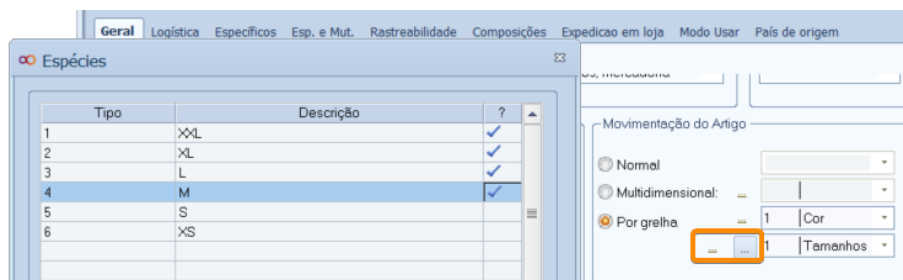 Geral Logística Específicos Esp. e Mut. Rastreabilidade Composições Expedicao em loja Modo Usar País de origem
Espécies
Tipo Descrição ?
1 XXL
2 XL
3 L
4 M
5 S
6 XS
Movimentação do Artigo
Normal
Multidimensional: ...
Por grelha ... 1 Cor
... ... 1 Tamanhos